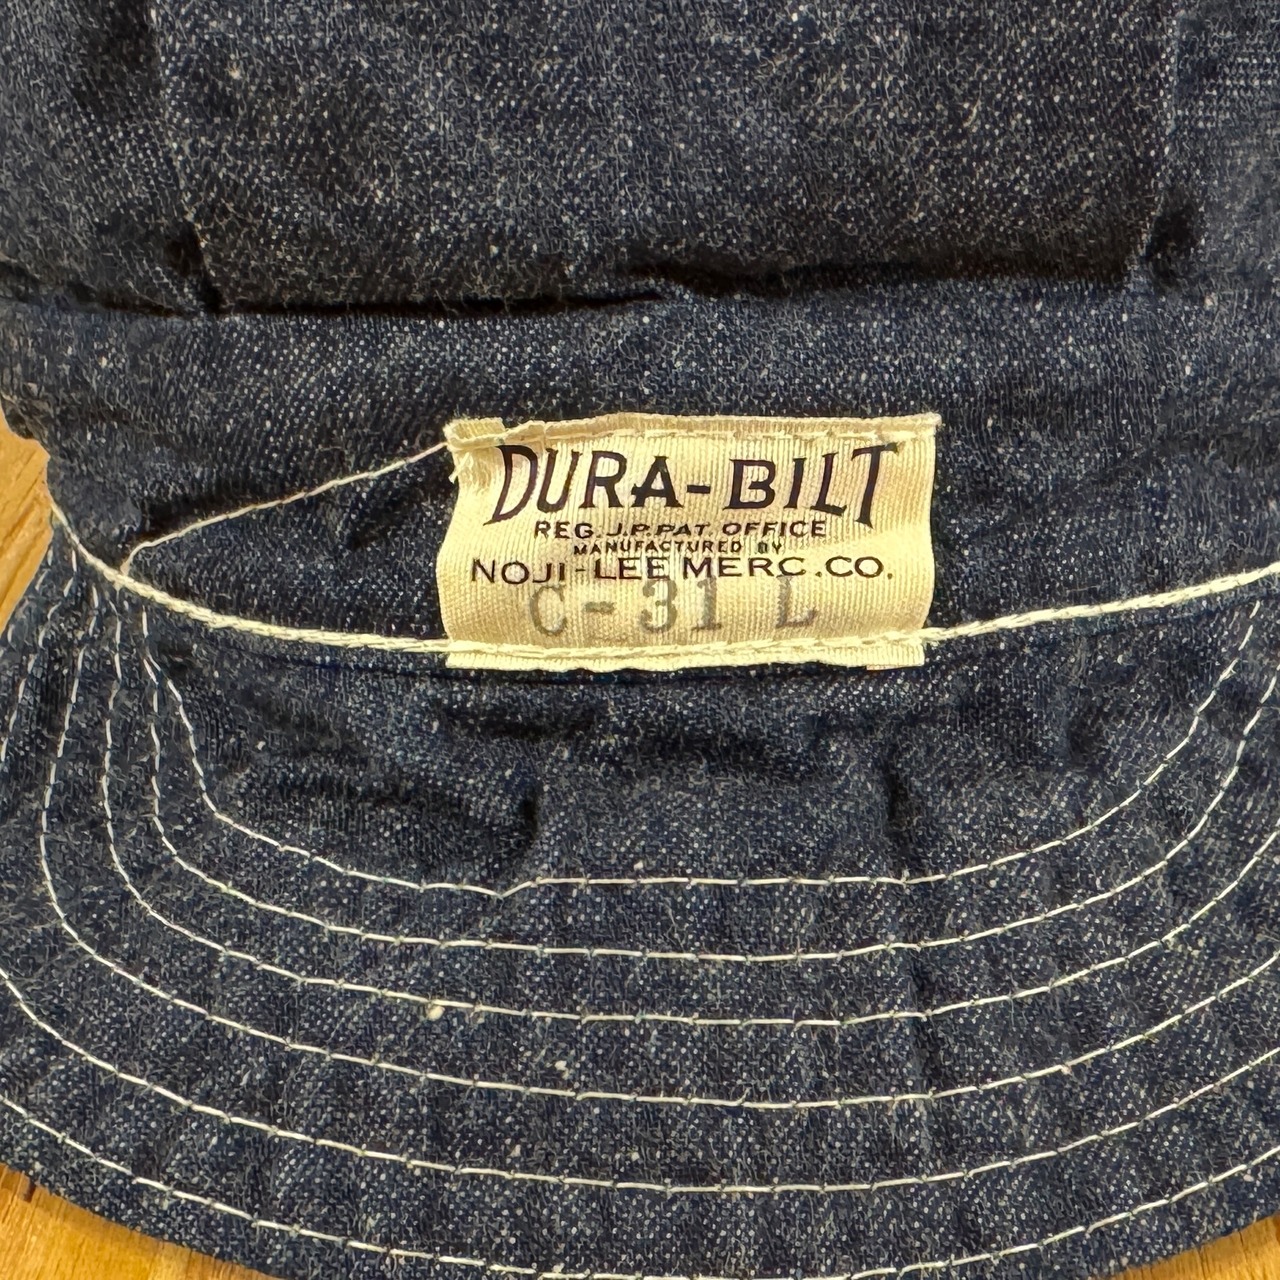 DURA-BILT
REG. J.P. PAT. OFFICE
MANUFACTURED BY
NOJI-LEE MERC.CO.
C-31 L